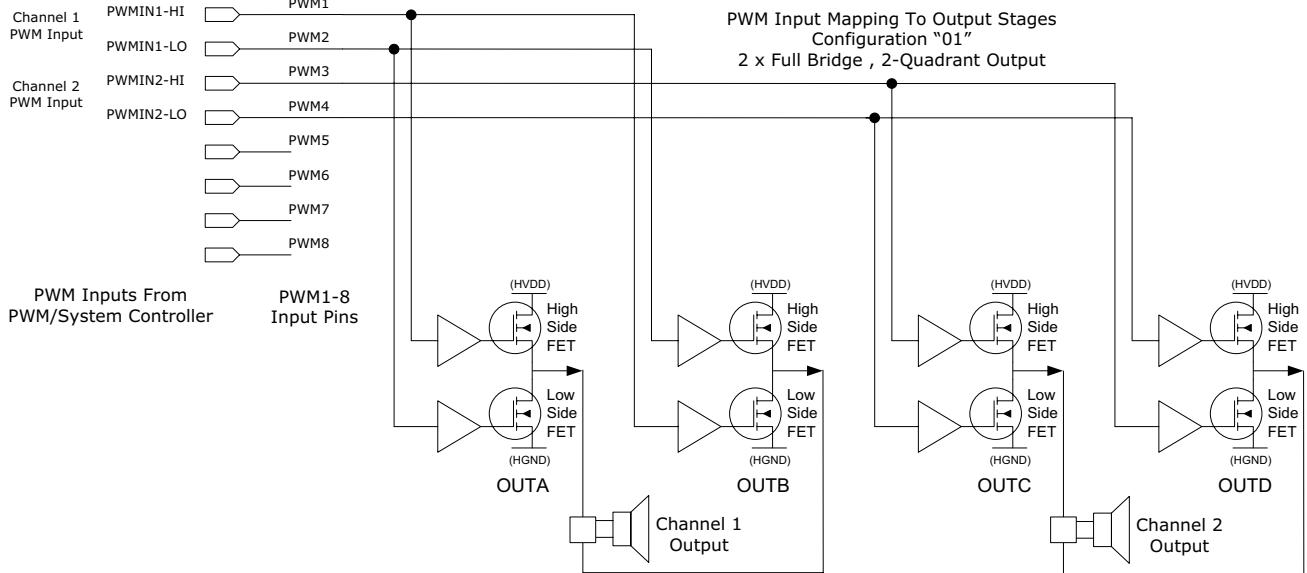 Channel 1
PWM Input
PWMIN1-HI
PWM1
PWMIN1-LO
PWM2
Channel 2
PWM Input
PWMIN2-HI
PWM3
PWMIN2-LO
PWM4
PWM5
PWM6
PWM7
PWM8
PWM Input Mapping To Output Stages
Configuration “01”
2 x Full Bridge , 2-Quadrant Output
PWM Inputs From
PWM/System Controller
PWM1-8
Input Pins
(HVDD)
High
Side
FET
Low
Side
FET
(HGND)
OUTA
(HVDD)
High
Side
FET
Low
Side
FET
(HGND)
OUTB
(HVDD)
High
Side
FET
Low
Side
FET
(HGND)
OUTC
(HVDD)
High
Side
FET
Low
Side
FET
(HGND)
OUTD
Channel 1
Output
Channel 2
Output